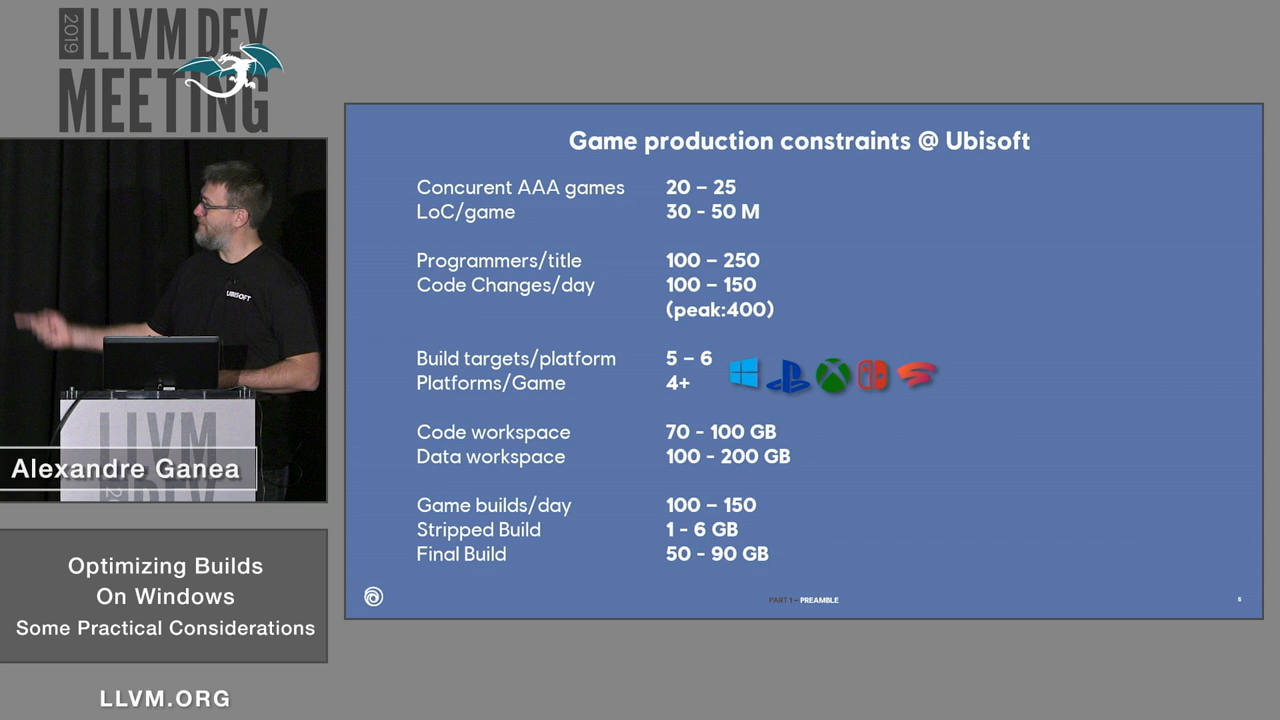 2019
LLVM DEV
MEETING
UBISOFT
LLVM
Alexandre Ganea
Optimizing Builds
On Windows
Some Practical Considerations
LLVM.ORG
Game production constraints @ Ubisoft
Concurent AAA games 20 – 25
LoC/game 30 - 50 M
Programmers/title 100 – 250
Code Changes/day 100 – 150
(peak:400)
Build targets/platform 5 – 6
Platforms/Game 4+
Code workspace 70 - 100 GB
Data workspace 100 - 200 GB
Game builds/day 100 – 150
Stripped Build 1 - 6 GB
Final Build 50 - 90 GB
PART 1 – PREAMBLE